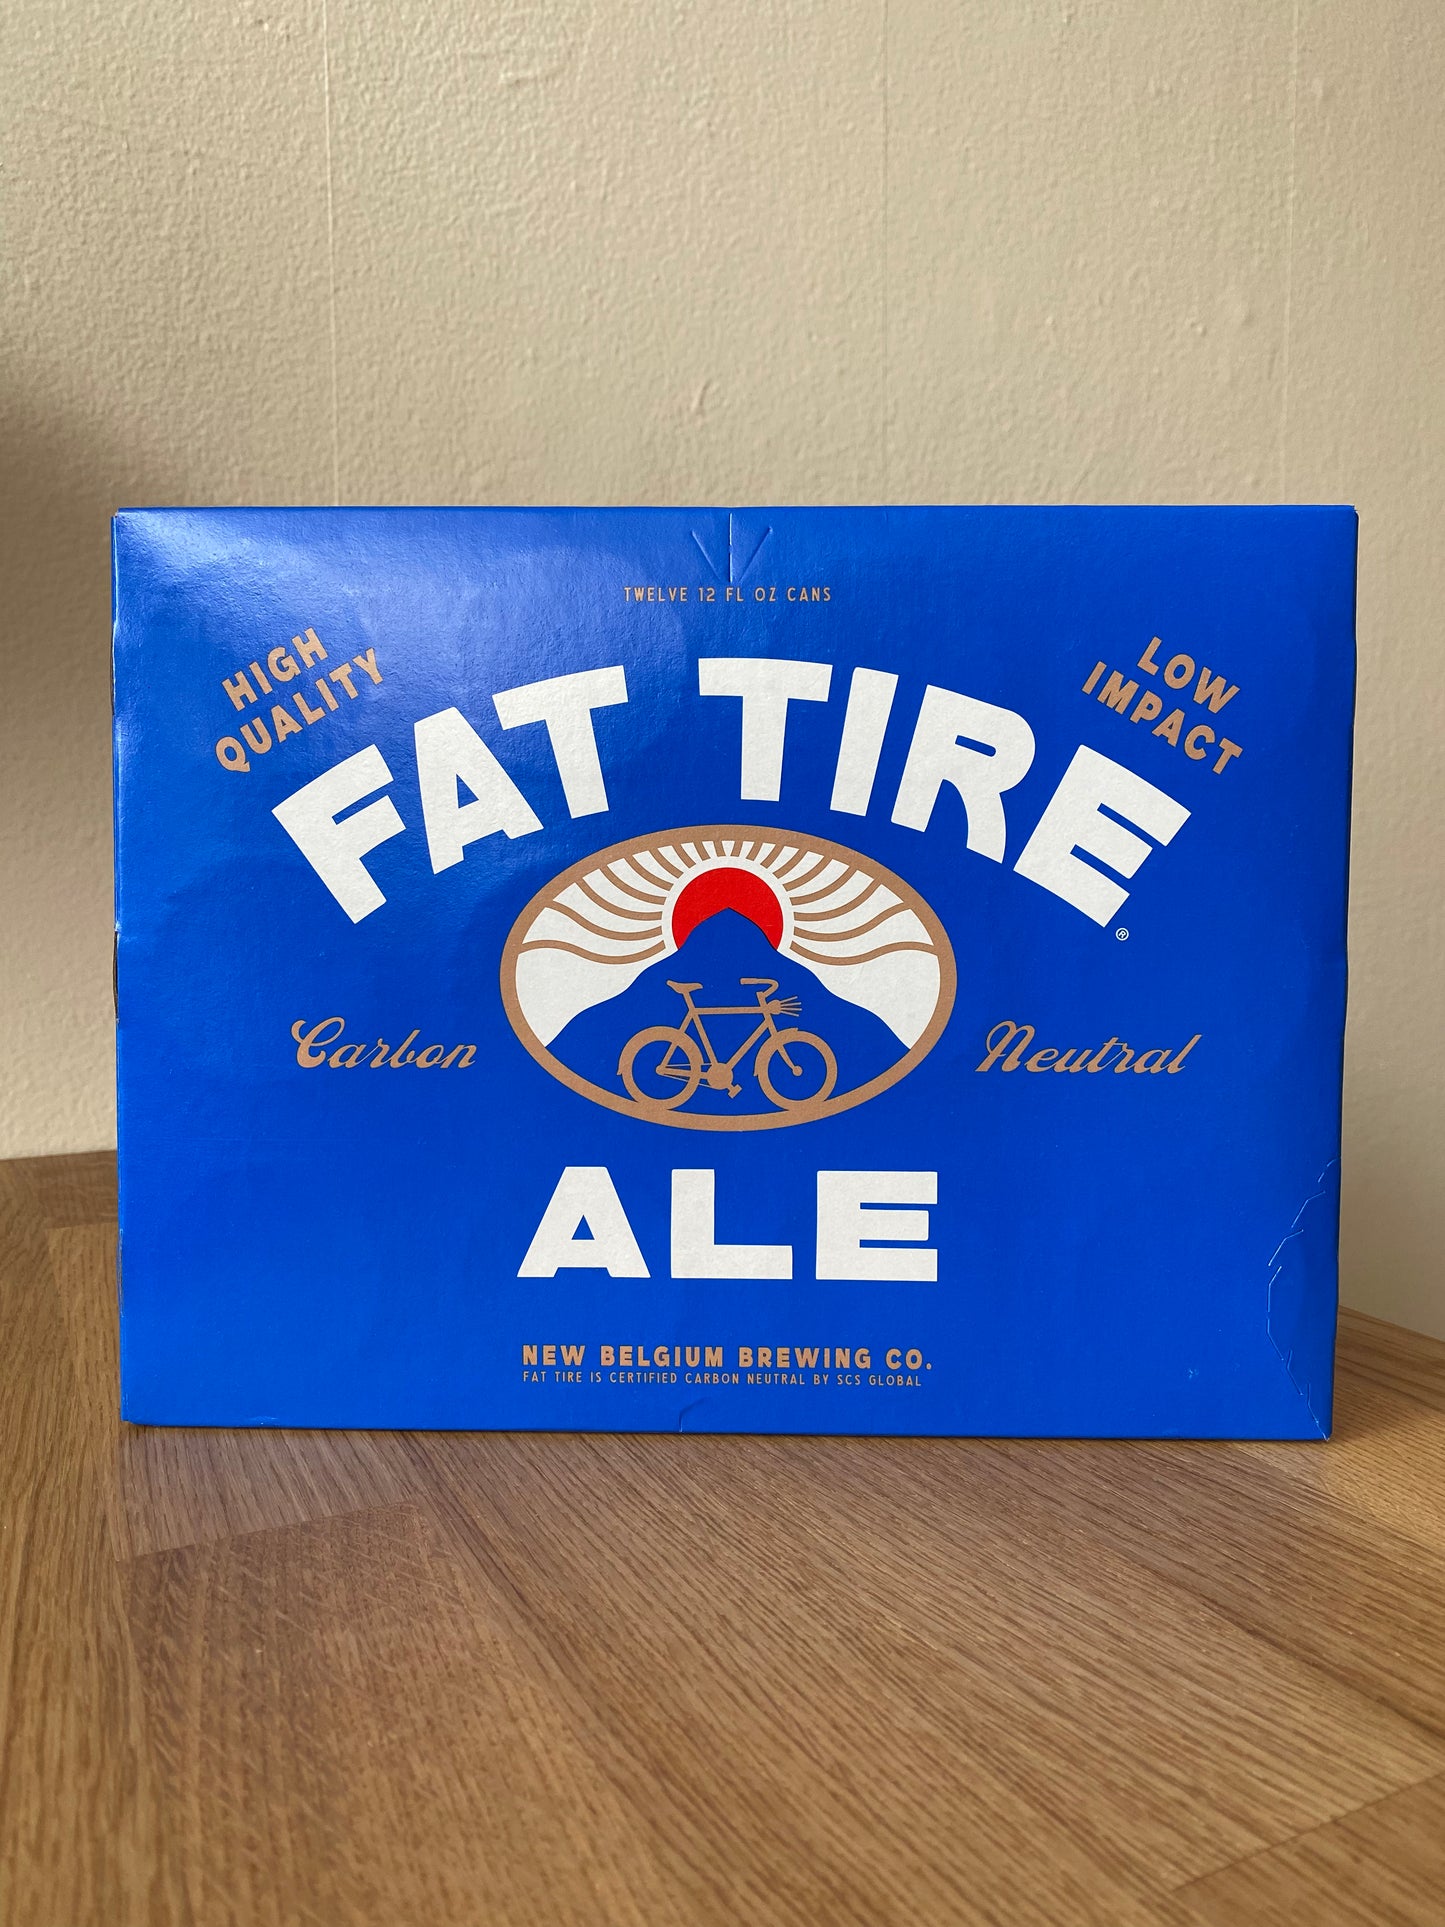 TWELVE 12 FL OZ CANS
HIGH
QUALITY
LOW
IMPACT
FAT TIRE®
Carbon Neutral
ALE
NEW BELGIUM BREWING CO.
FAT TIRE IS CERTIFIED CARBON NEUTRAL BY SCS GLOBAL